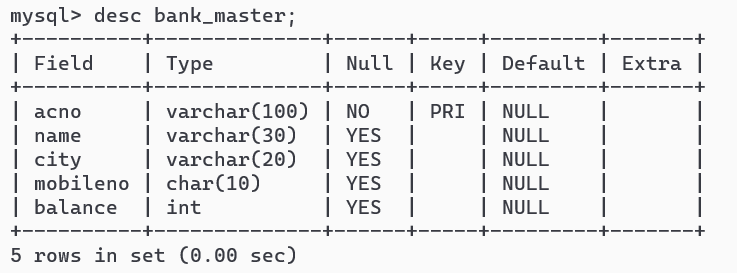 mysql> desc bank_master;
+----------+--------------+------+-----+---------+-------+
| Field    | Type         | Null | Key | Default | Extra |
+----------+--------------+------+-----+---------+-------+
| acno     | varchar(100) | NO   | PRI | NULL    |       |
| name     | varchar(30)  | YES  |     | NULL    |       |
| city     | varchar(20)  | YES  |     | NULL    |       |
| mobileno | char(10)     | YES  |     | NULL    |       |
| balance  | int          | YES  |     | NULL    |       |
+----------+--------------+------+-----+---------+-------+
5 rows in set (0.00 sec)